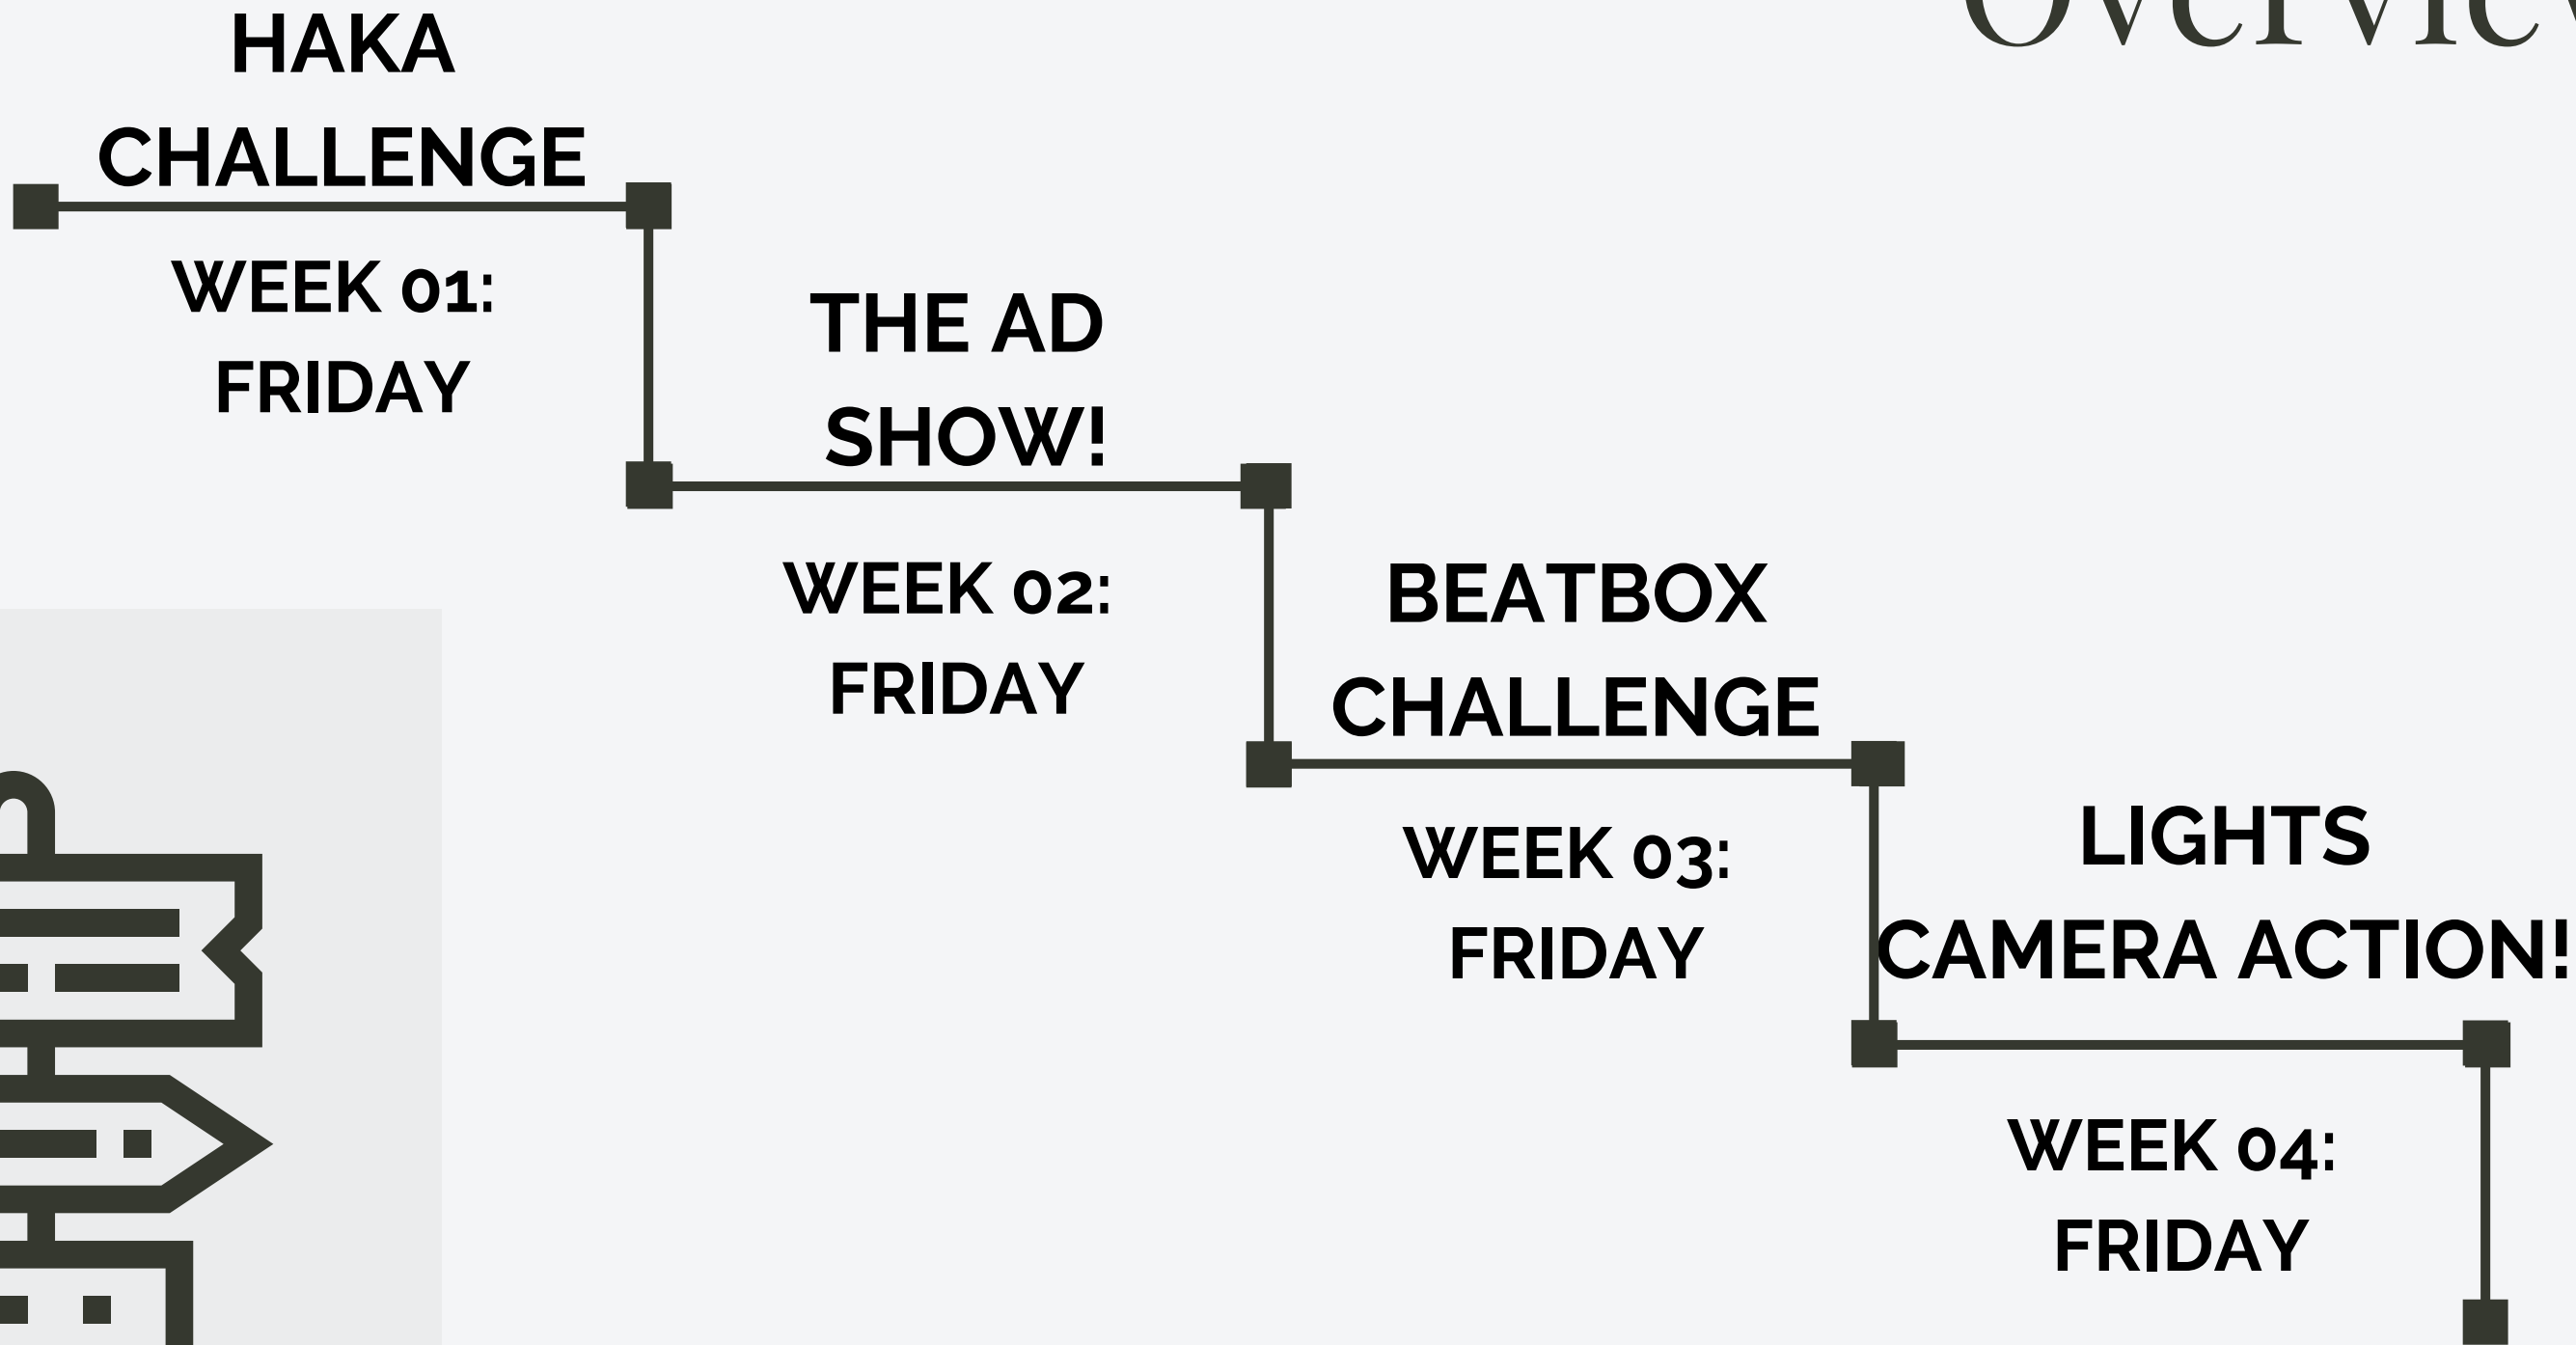 HAKA
CHALLENGE
WEEK 01:
FRIDAY
THE AD
SHOW!
WEEK 02:
FRIDAY
BEATBOX
CHALLENGE
WEEK 03:
FRIDAY
LIGHTS
CAMERA ACTION!
WEEK 04:
FRIDAY